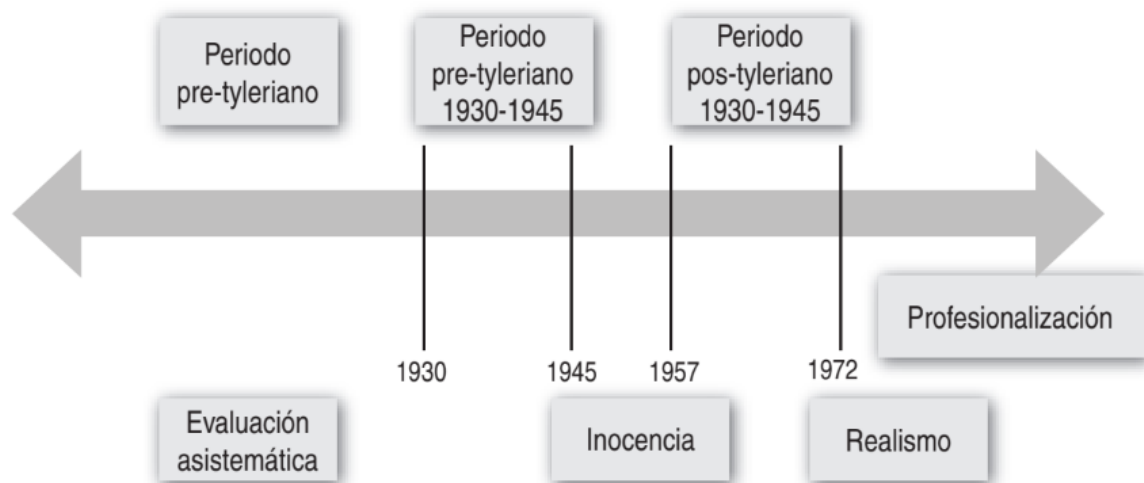 Periodo
pre-tyleriano
Periodo
pre-tyleriano
1930-1945
Periodo
pos-tyleriano
1930-1945
Profesionalización
1930
1945
1957
1972
Evaluación
asistemática
Inocencia
Realismo